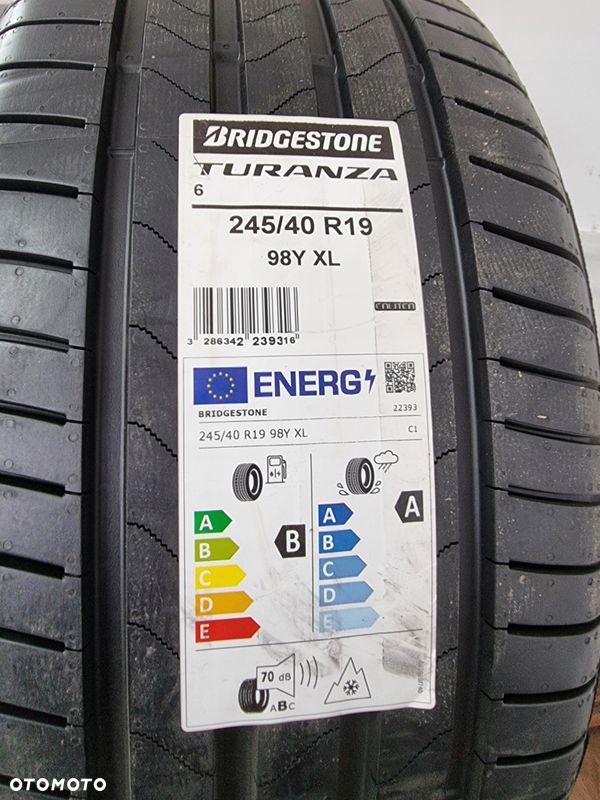 BRIDGESTONE
TURANZA
6
245/40 R19
98Y XL
3 286342 239316
ENERG
BRIDGESTONE 22393
245/40 R19 98Y XL C1
A A A
B B B
C C
D D
E E
70 dB
ABC
OTOMOTO